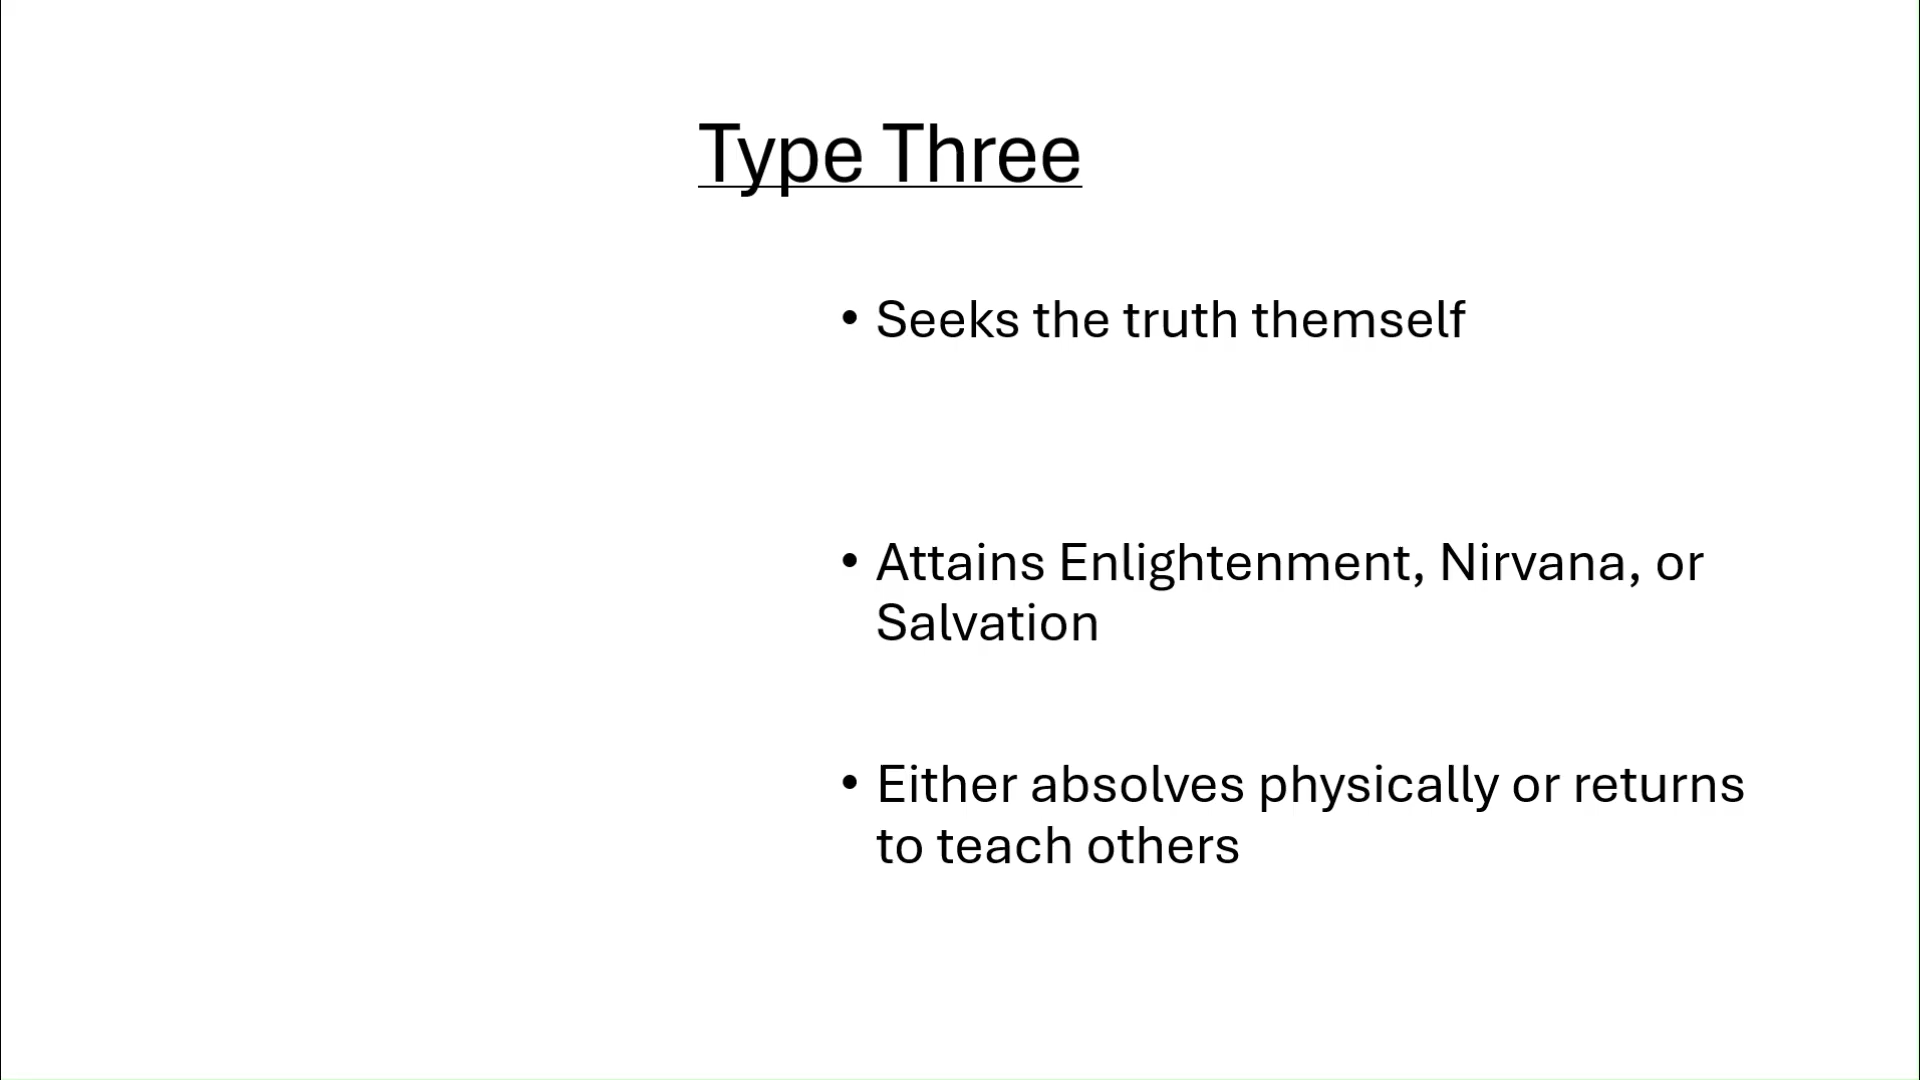 Type Three
• Seeks the truth themself
• Attains Enlightenment, Nirvana, or
Salvation
• Either absolves physically or returns
to teach others